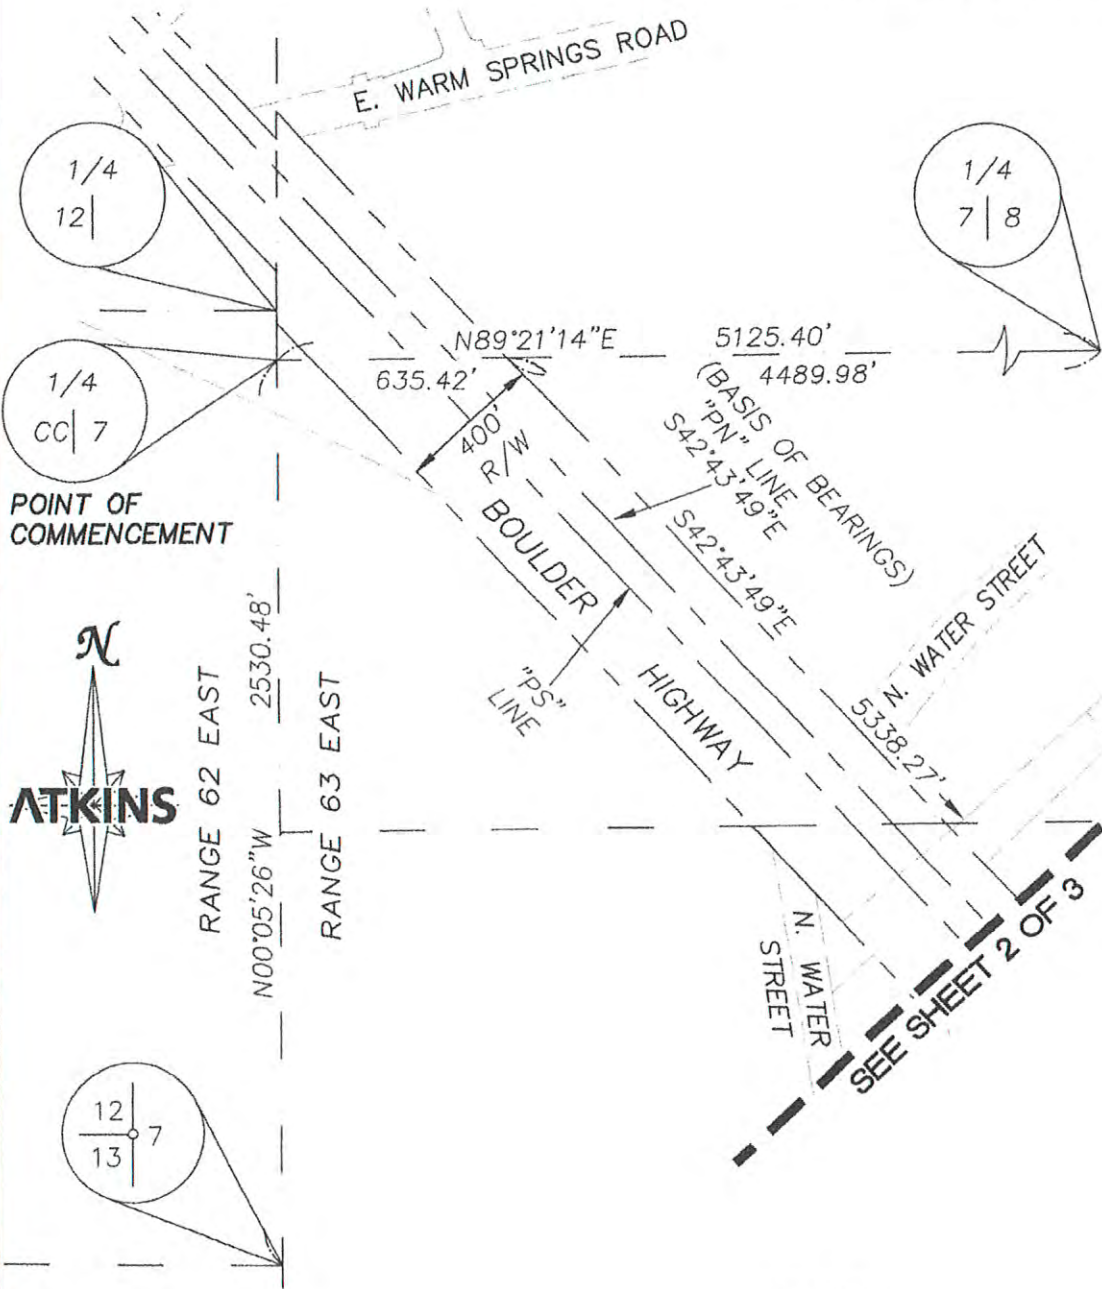 E. WARM SPRINGS ROAD
1/4
12
1/4
7 8
N89°21'14"E
5125.40'
635.42'
4489.98'
1/4
CC 7
POINT OF
COMMENCEMENT
400'
R/W
(BASIS OF BEARINGS)
"PN" LINE
S42°43'49"E
S42°43'49"E
5338.27'
BOULDER
HIGHWAY
"PS"
LINE
N. WATER STREET
N
ATKINS
RANGE 62 EAST
N00°05'26"W 2530.48'
RANGE 63 EAST
N. WATER
STREET
SEE SHEET 2 OF 3
12
13
7